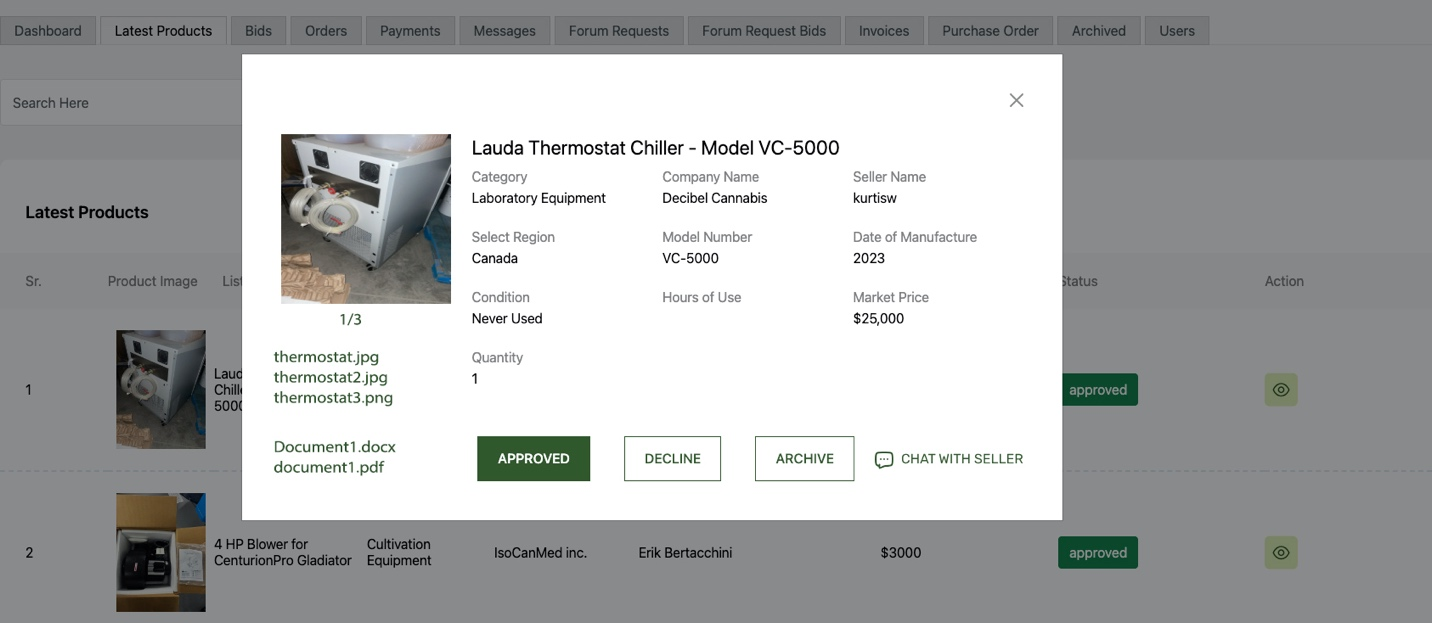 Dashboard
Latest Products
Bids
Orders
Payments
Messages
Forum Requests
Forum Request Bids
Invoices
Purchase Order
Archived
Users
Search Here
Latest Products
Sr.
Product Image
Status
Action
1
approved
Lauda Thermostat Chiller - Model VC-5000
Category
Laboratory Equipment
Company Name
Decibel Cannabis
Seller Name
kurtisw
Select Region
Canada
Model Number
VC-5000
Date of Manufacture
2023
Condition
Never Used
Hours of Use
Market Price
$25,000
Quantity
1
1/3
thermostat.jpg
thermostat2.jpg
thermostat3.png
Document1.docx
document1.pdf
APPROVED
DECLINE
ARCHIVE
CHAT WITH SELLER
2
4 HP Blower for
CenturionPro Gladiator
Cultivation
Equipment
IsoCanMed inc.
Erik Bertacchini
$3000
approved